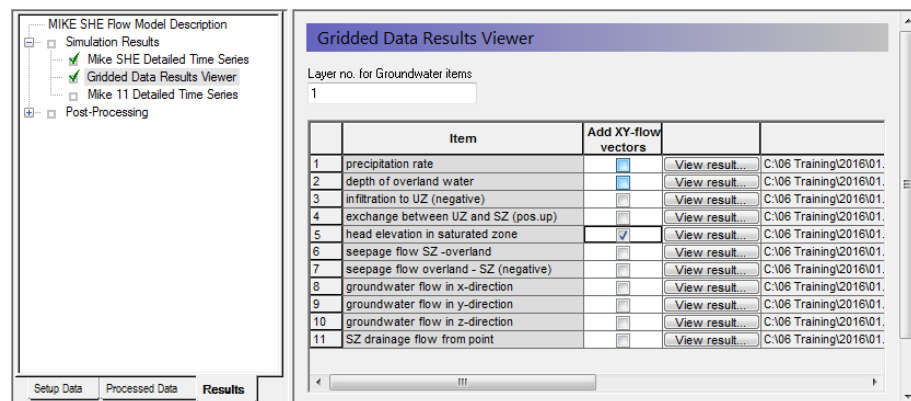 MIKE SHE Flow Model Description
Simulation Results
Mike SHE Detailed Time Series
Gridded Data Results Viewer
Mike 11 Detailed Time Series
Post-Processing
Setup Data Processed Data Results
Gridded Data Results Viewer
Layer no. for Groundwater items
1
Item Add XY-flow vectors
1 precipitation rate View result... C:\06 Training\2016\01.
2 depth of overland water View result... C:\06 Training\2016\01.
3 infiltration to UZ (negative) View result... C:\06 Training\2016\01.
4 exchange between UZ and SZ (pos.up) View result... C:\06 Training\2016\01.
5 head elevation in saturated zone View result... C:\06 Training\2016\01.
6 seepage flow SZ -overland View result... C:\06 Training\2016\01.
7 seepage flow overland - SZ (negative) View result... C:\06 Training\2016\01.
8 groundwater flow in x-direction View result... C:\06 Training\2016\01.
9 groundwater flow in y-direction View result... C:\06 Training\2016\01.
10 groundwater flow in z-direction View result... C:\06 Training\2016\01.
11 SZ drainage flow from point View result... C:\06 Training\2016\01.